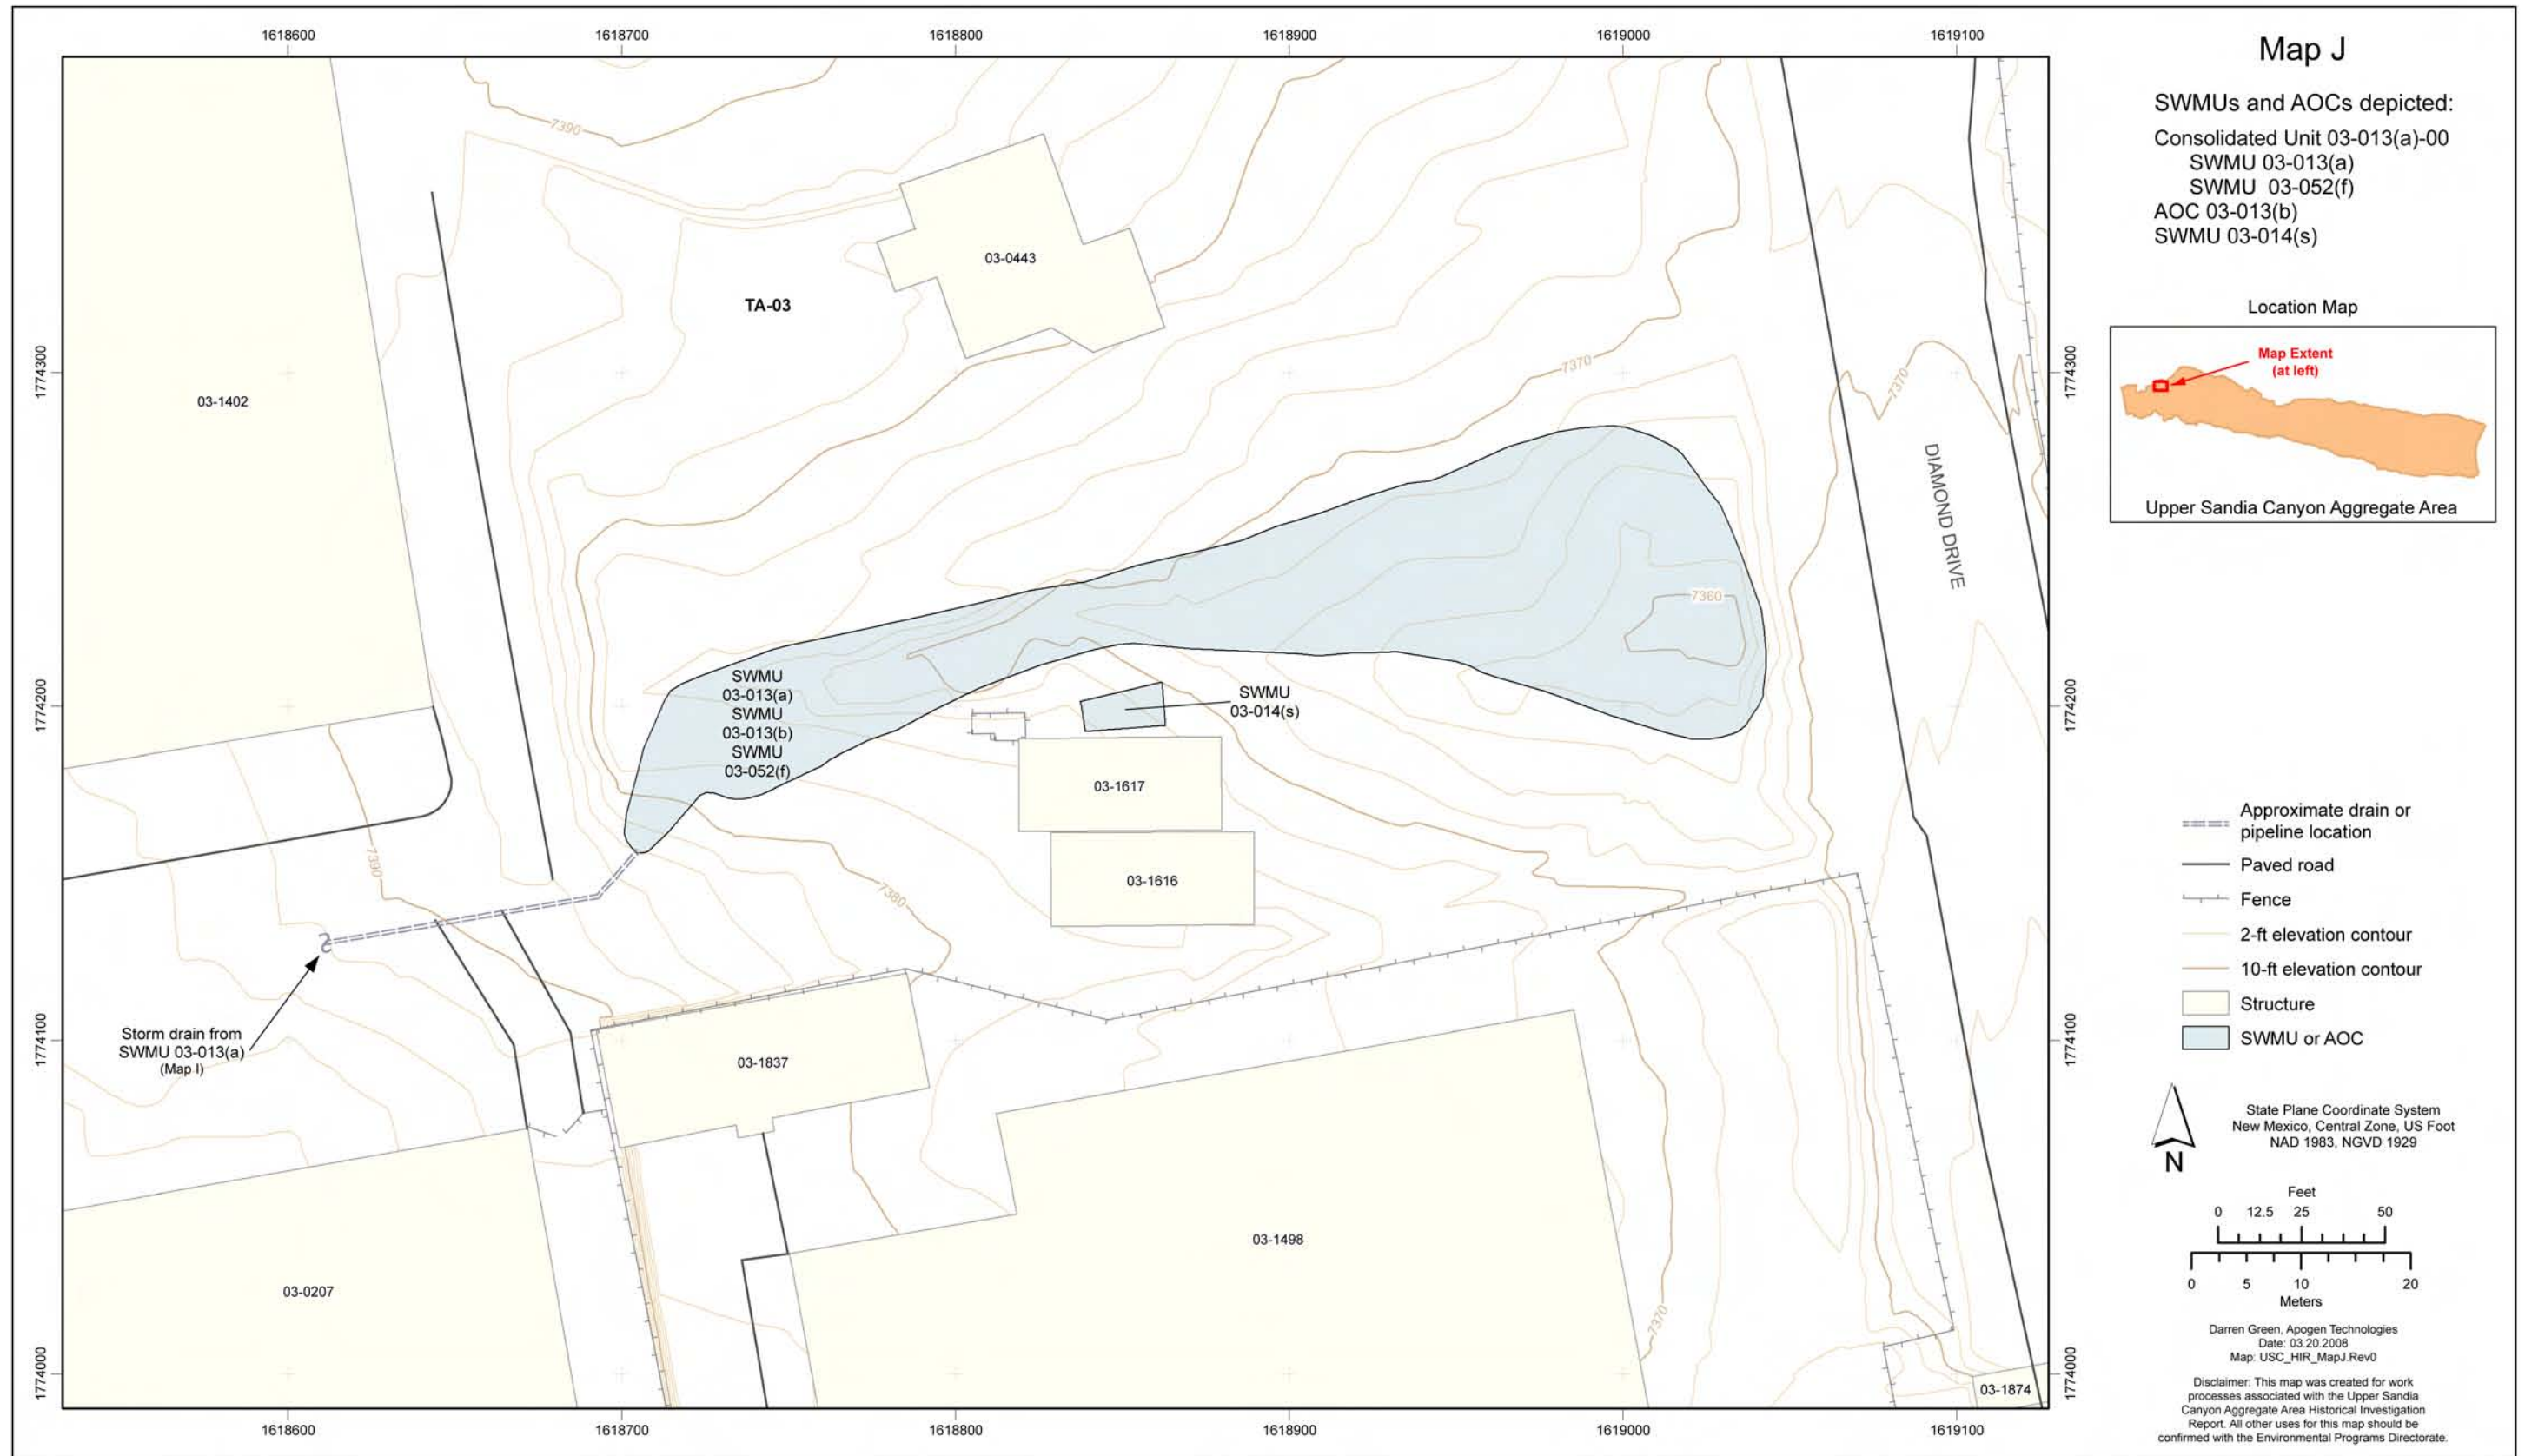 1618600 1618700 1618800 1618900 1619000 1619100
Map J
SWMUs and AOCs depicted:
Consolidated Unit 03-013(a)-00
SWMU 03-013(a)
SWMU 03-052(f)
AOC 03-013(b)
SWMU 03-014(s)
Location Map
Map Extent
(at left)
Upper Sandia Canyon Aggregate Area
7390
03-0443
TA-03
1774300
1774300
7370
7370
03-1402
DIAMOND DRIVE
7360
1774200
1774200
SWMU
03-013(a)
SWMU
03-013(b)
SWMU
03-052(f)
SWMU
03-014(s)
03-1617
03-1616
7390
7380
Storm drain from
SWMU 03-013(a)
(Map I)
1774100
1774100
03-1837
03-1498
03-0207
7370
1774000
1774000
03-1874
1618600 1618700 1618800 1618900 1619000 1619100
Approximate drain or
pipeline location
Paved road
Fence
2-ft elevation contour
10-ft elevation contour
Structure
SWMU or AOC
N
State Plane Coordinate System
New Mexico, Central Zone, US Foot
NAD 1983, NGVD 1929
Feet
0 12.5 25 50
0 5 10 20
Meters
Darren Green, Apogen Technologies
Date: 03.20.2008
Map: USC_HIR_MapJ.Rev0
Disclaimer: This map was created for work
processes associated with the Upper Sandia
Canyon Aggregate Area Historical Investigation
Report. All other uses for this map should be
confirmed with the Environmental Programs Directorate.